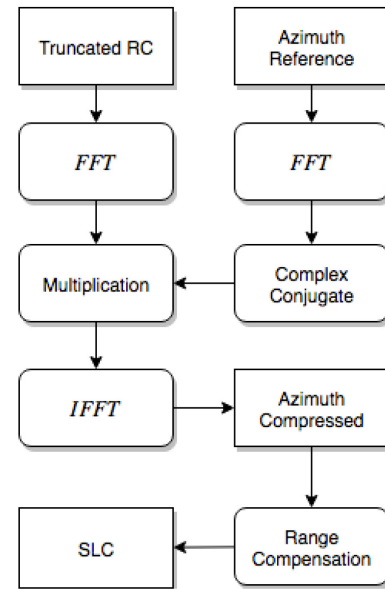 Truncated RC
Azimuth
Reference
FFT
FFT
Multiplication
Complex
Conjugate
IFFT
Azimuth
Compressed
SLC
Range
Compensation